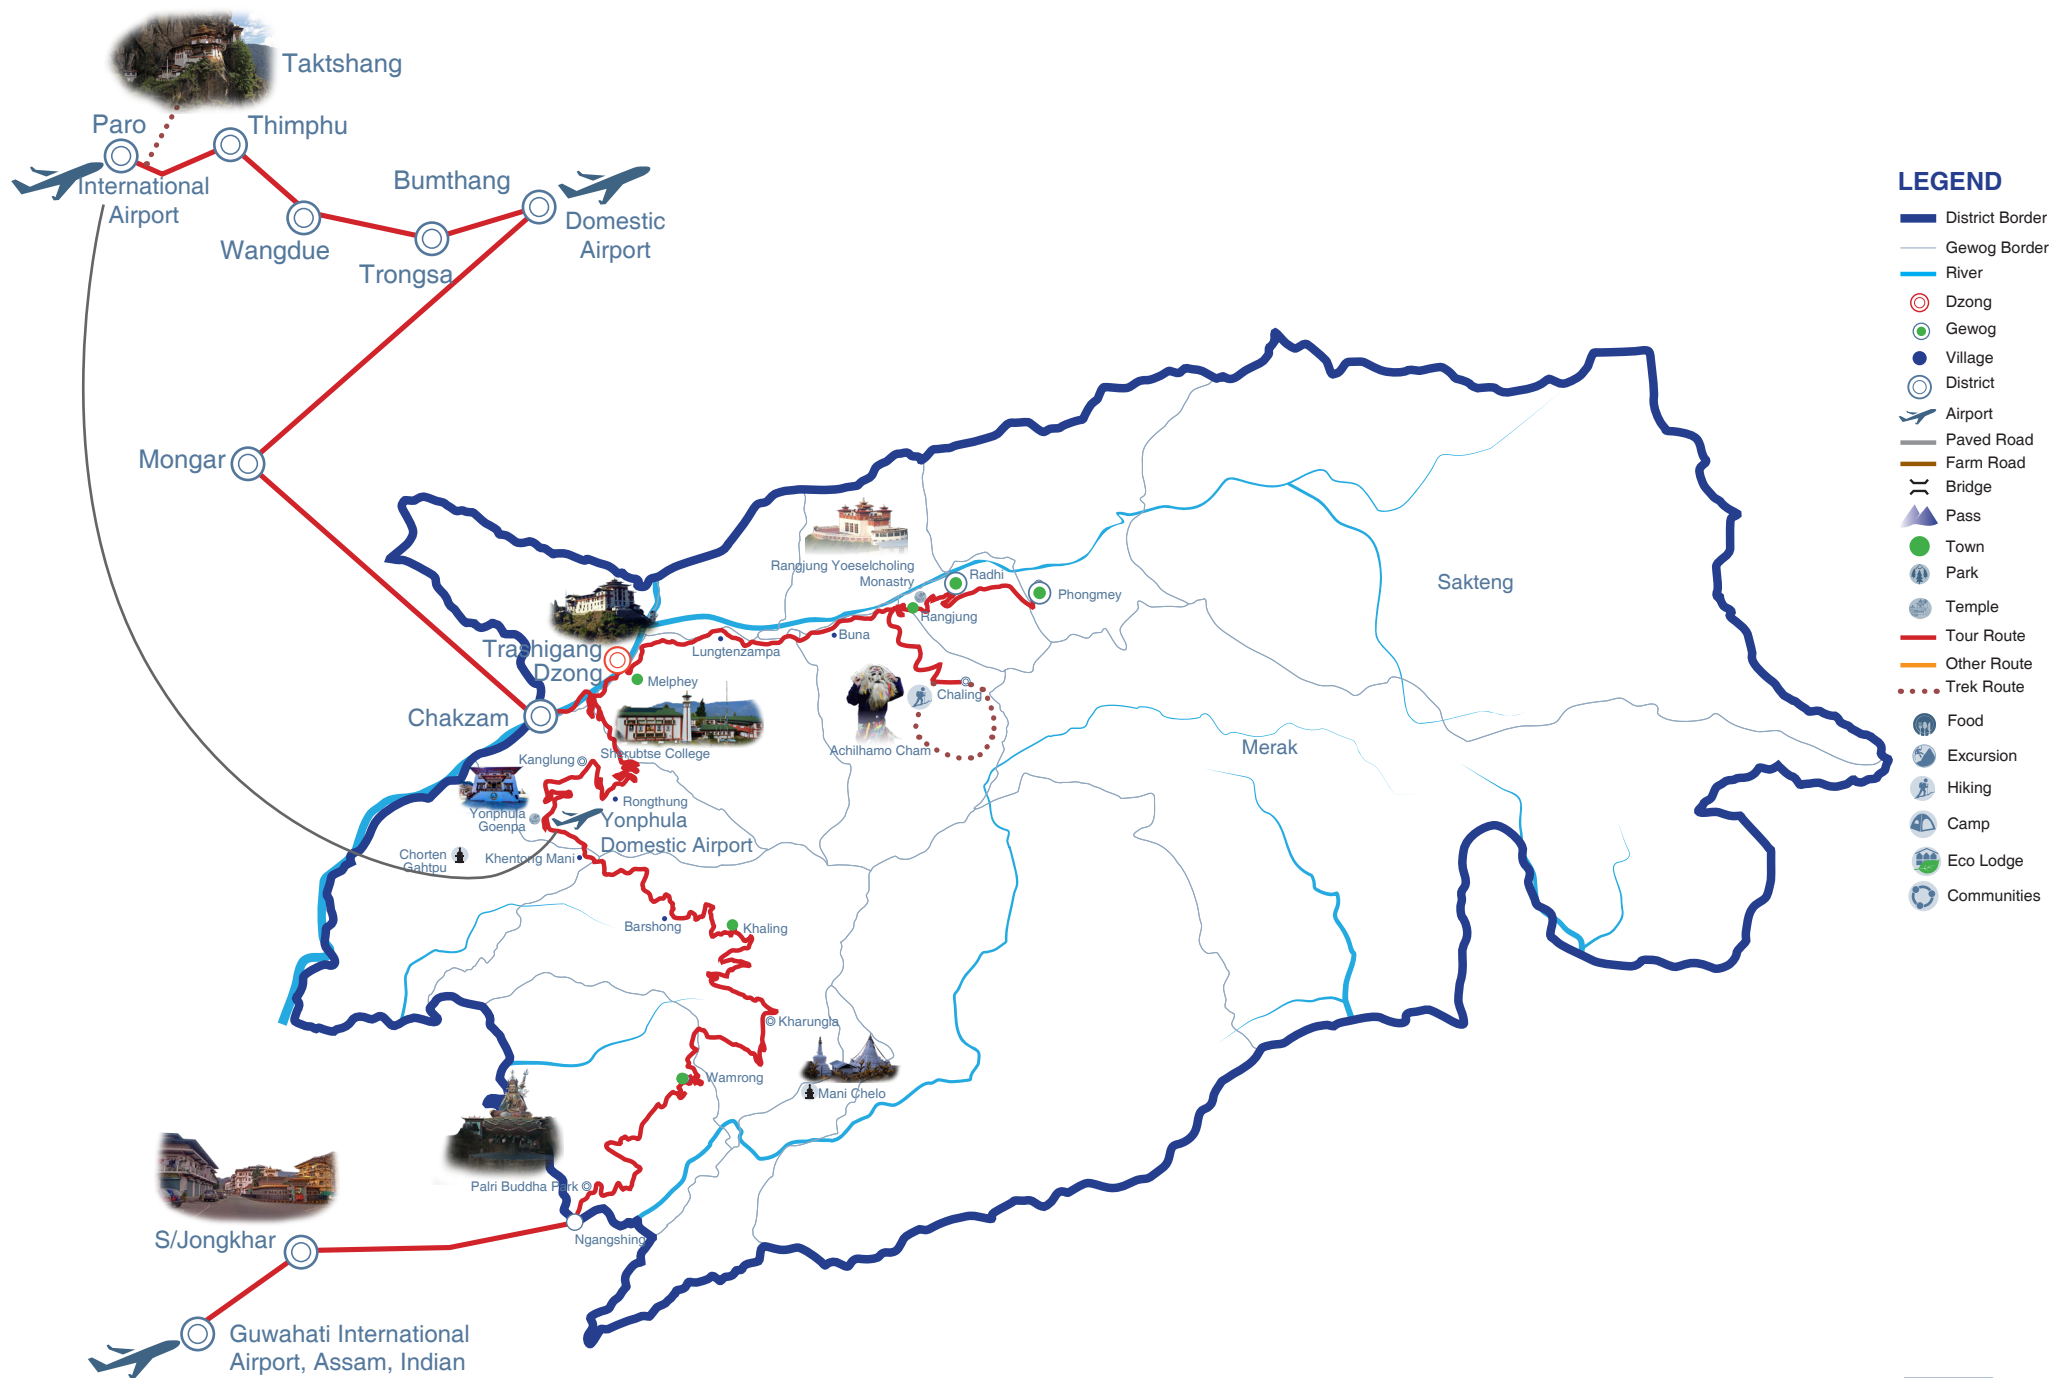 Taktshang
Paro
Thimphu
International
Airport
Bumthang
Domestic
Airport
Wangdue
Trongsa
Mongar
LEGEND
District Border
Gewog Border
River
Dzong
Gewog
Village
District
Airport
Paved Road
Farm Road
Bridge
Pass
Town
Park
Temple
Tour Route
Other Route
Trek Route
Food
Excursion
Hiking
Camp
Eco Lodge
Communities
Rangjung Yoeselcholing
Monastry
Radhi
Phongmey
Rangjung
Buna
Lungtenzampa
Sakteng
Trashigang
Dzong
Melphey
Chaling
Chakzam
Achilhamo Cham
Merak
Sherubtse College
Kanglung
Rongthung
Yonphula
Goenpa
Yonphula
Domestic Airport
Chorten
Gahtpu
Khentong Mani
Barshong
Khaling
Kharungla
Wamrong
Mani Chelo
Palri Buddha Park
Ngangshing
S/Jongkhar
Guwahati International
Airport, Assam, Indian